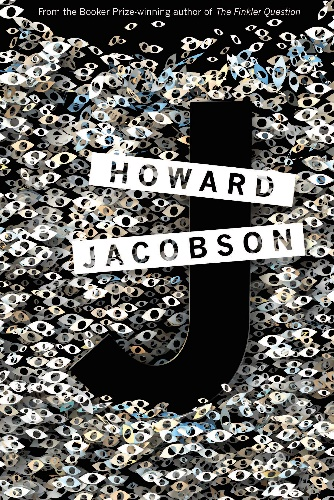 From the Booker Prize-winning author of The Finkler Question
J
HOWARD
JACOBSON